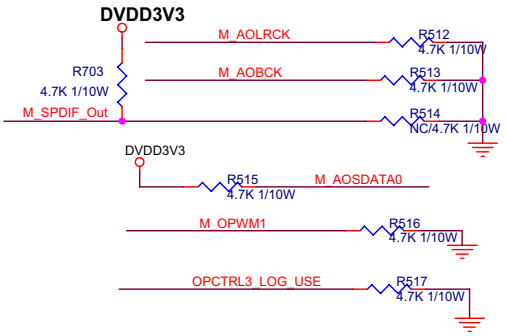 DVDD3V3
M_AOLRCK
R512
4.7K 1/10W
R703
4.7K 1/10W
M_AOBCK
R513
4.7K 1/10W
M_SPDIF_Out
R514
NC/4.7K 1/10W
DVDD3V3
R515
4.7K 1/10W
M_AOSDATA0
M_OPWM1
R516
4.7K 1/10W
OPCTRL3_LOG_USE
R517
4.7K 1/10W